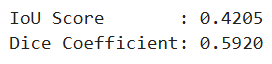 IoU Score       : 0.4205
Dice Coefficient: 0.5920